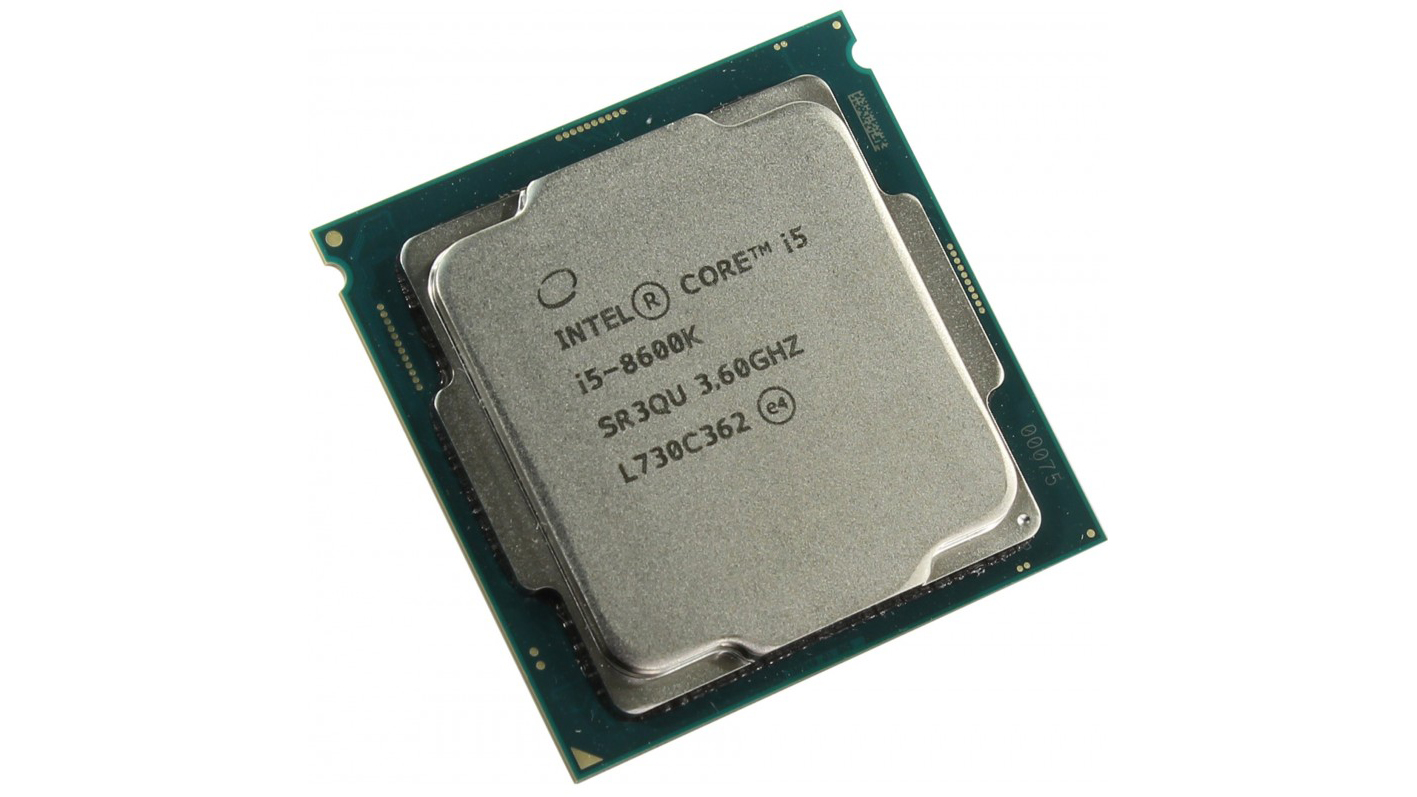 INTEL® CORE™ i5
i5-8600K
SR3QU 3.60GHZ
L730C362 e4
00075